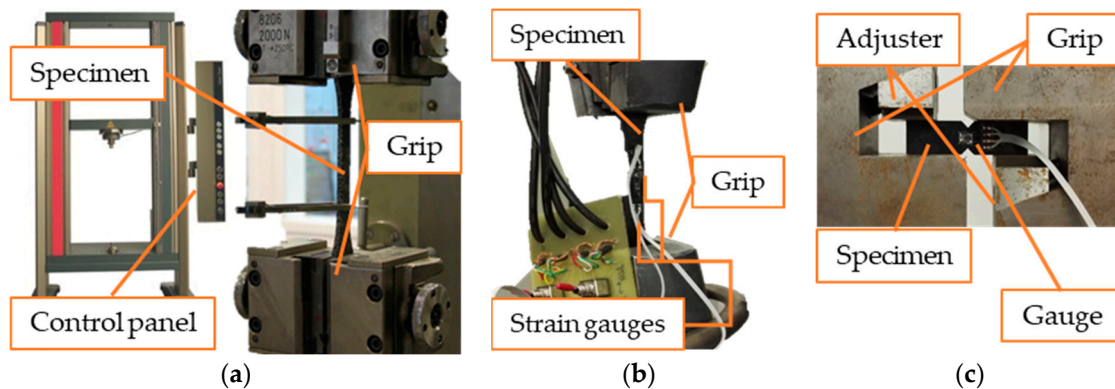 8206
2000 N
Specimen
Grip
Control panel
(a)
Specimen
Grip
Strain gauges
(b)
Adjuster
Grip
Specimen
Gauge
(c)